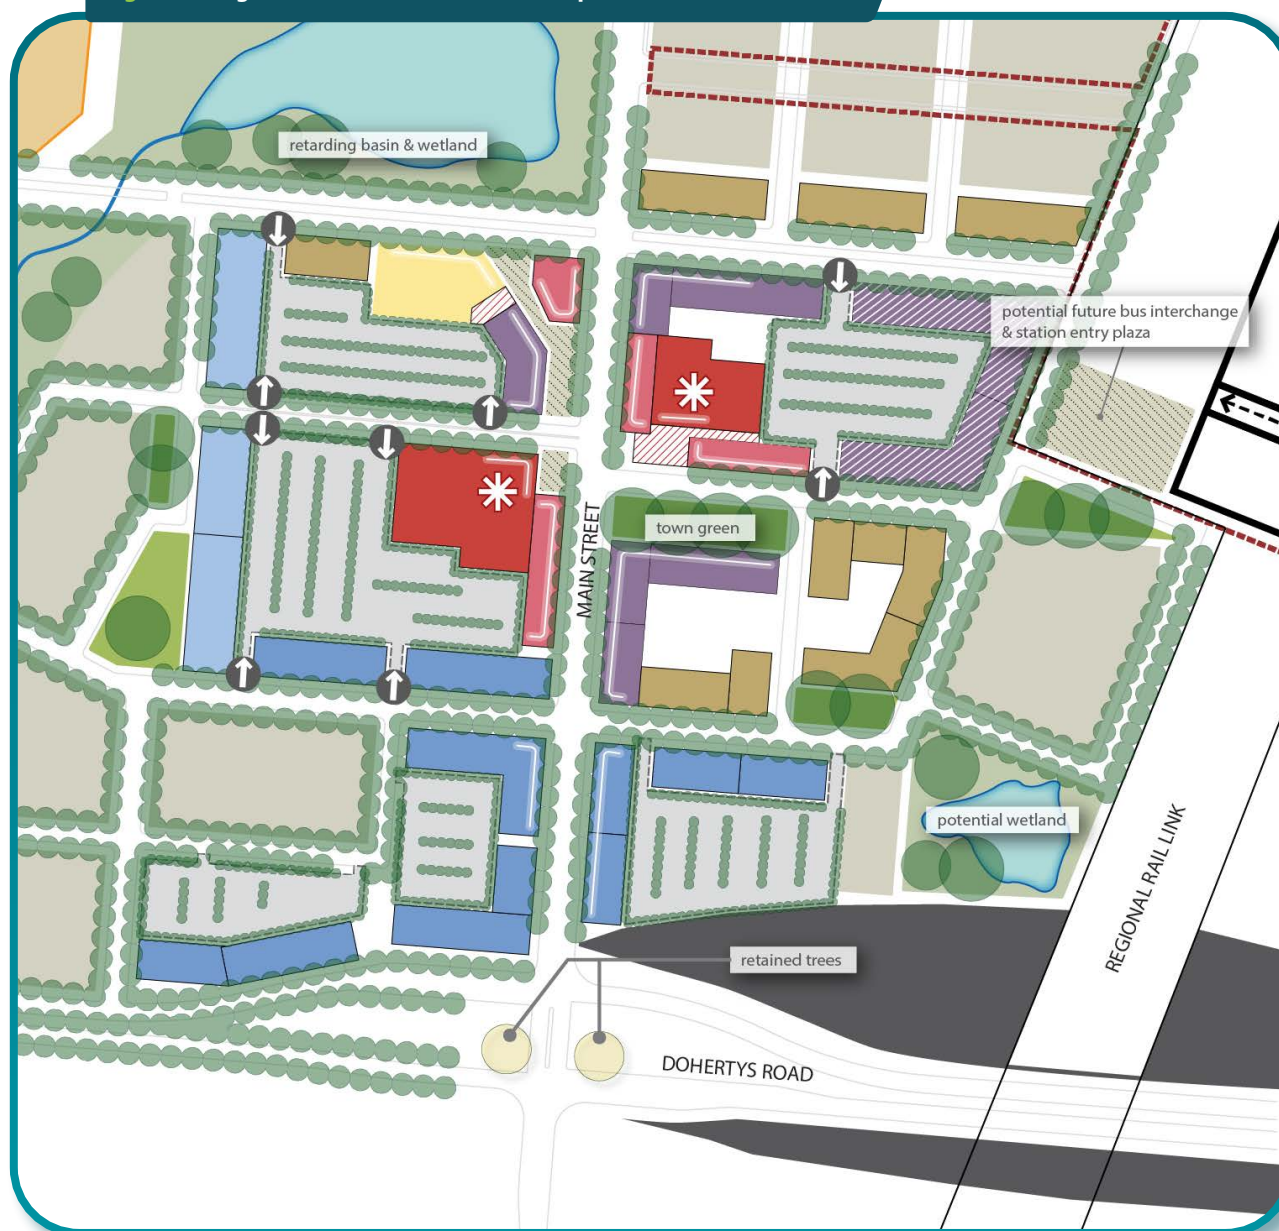 retarding basin & wetland
potential future bus interchange
& station entry plaza
town green
MAIN STREET
potential wetland
REGIONAL RAIL LINK
retained trees
DOHERTYS ROAD